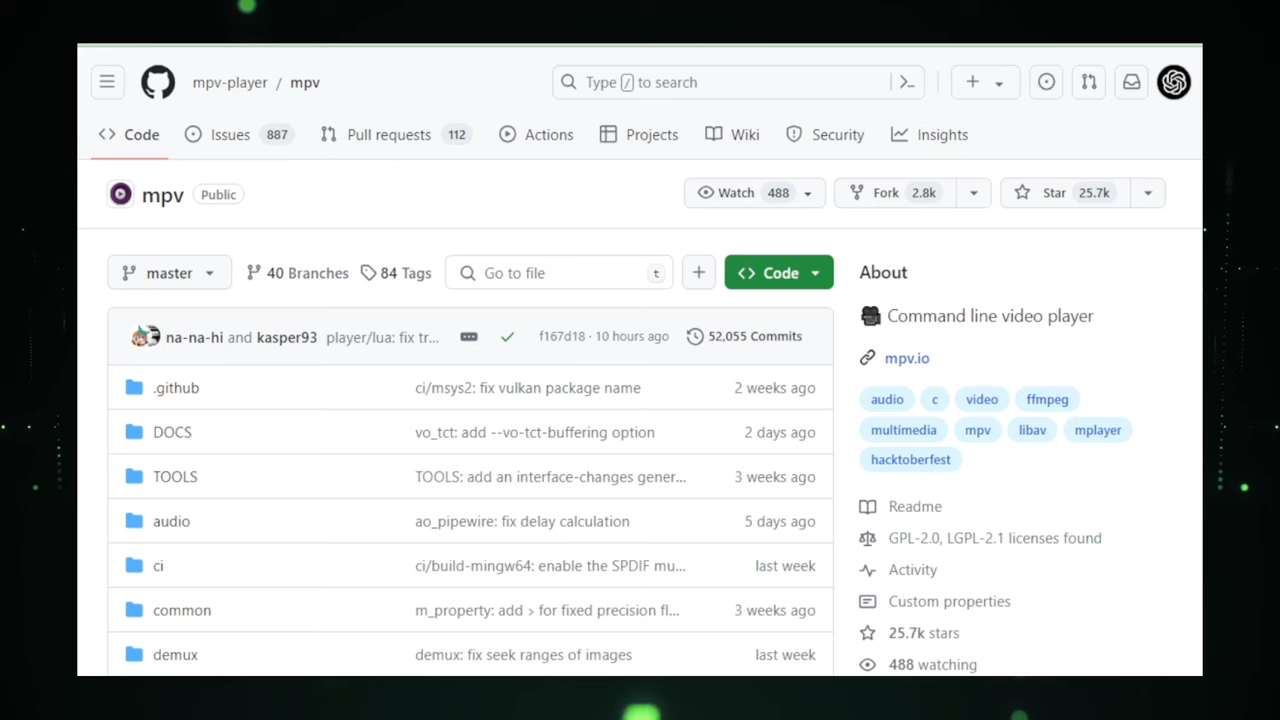 mpv-player / mpv
Type / to search
Code
Issues 887
Pull requests 112
Actions
Projects
Wiki
Security
Insights
mpv Public
Watch 488
Fork 2.8k
Star 25.7k
master
40 Branches
84 Tags
Go to file t
Code
na-na-hi and kasper93 player/lua: fix tr... f167d18 · 10 hours ago 52,055 Commits
.github ci/msys2: fix vulkan package name 2 weeks ago
DOCS vo_tct: add --vo-tct-buffering option 2 days ago
TOOLS TOOLS: add an interface-changes gener... 3 weeks ago
audio ao_pipewire: fix delay calculation 5 days ago
ci ci/build-mingw64: enable the SPDIF mu... last week
common m_property: add > for fixed precision fl... 3 weeks ago
demux demux: fix seek ranges of images last week
About
Command line video player
mpv.io
audio c video ffmpeg
multimedia mpv libav mplayer
hacktoberfest
Readme
GPL-2.0, LGPL-2.1 licenses found
Activity
Custom properties
25.7k stars
488 watching